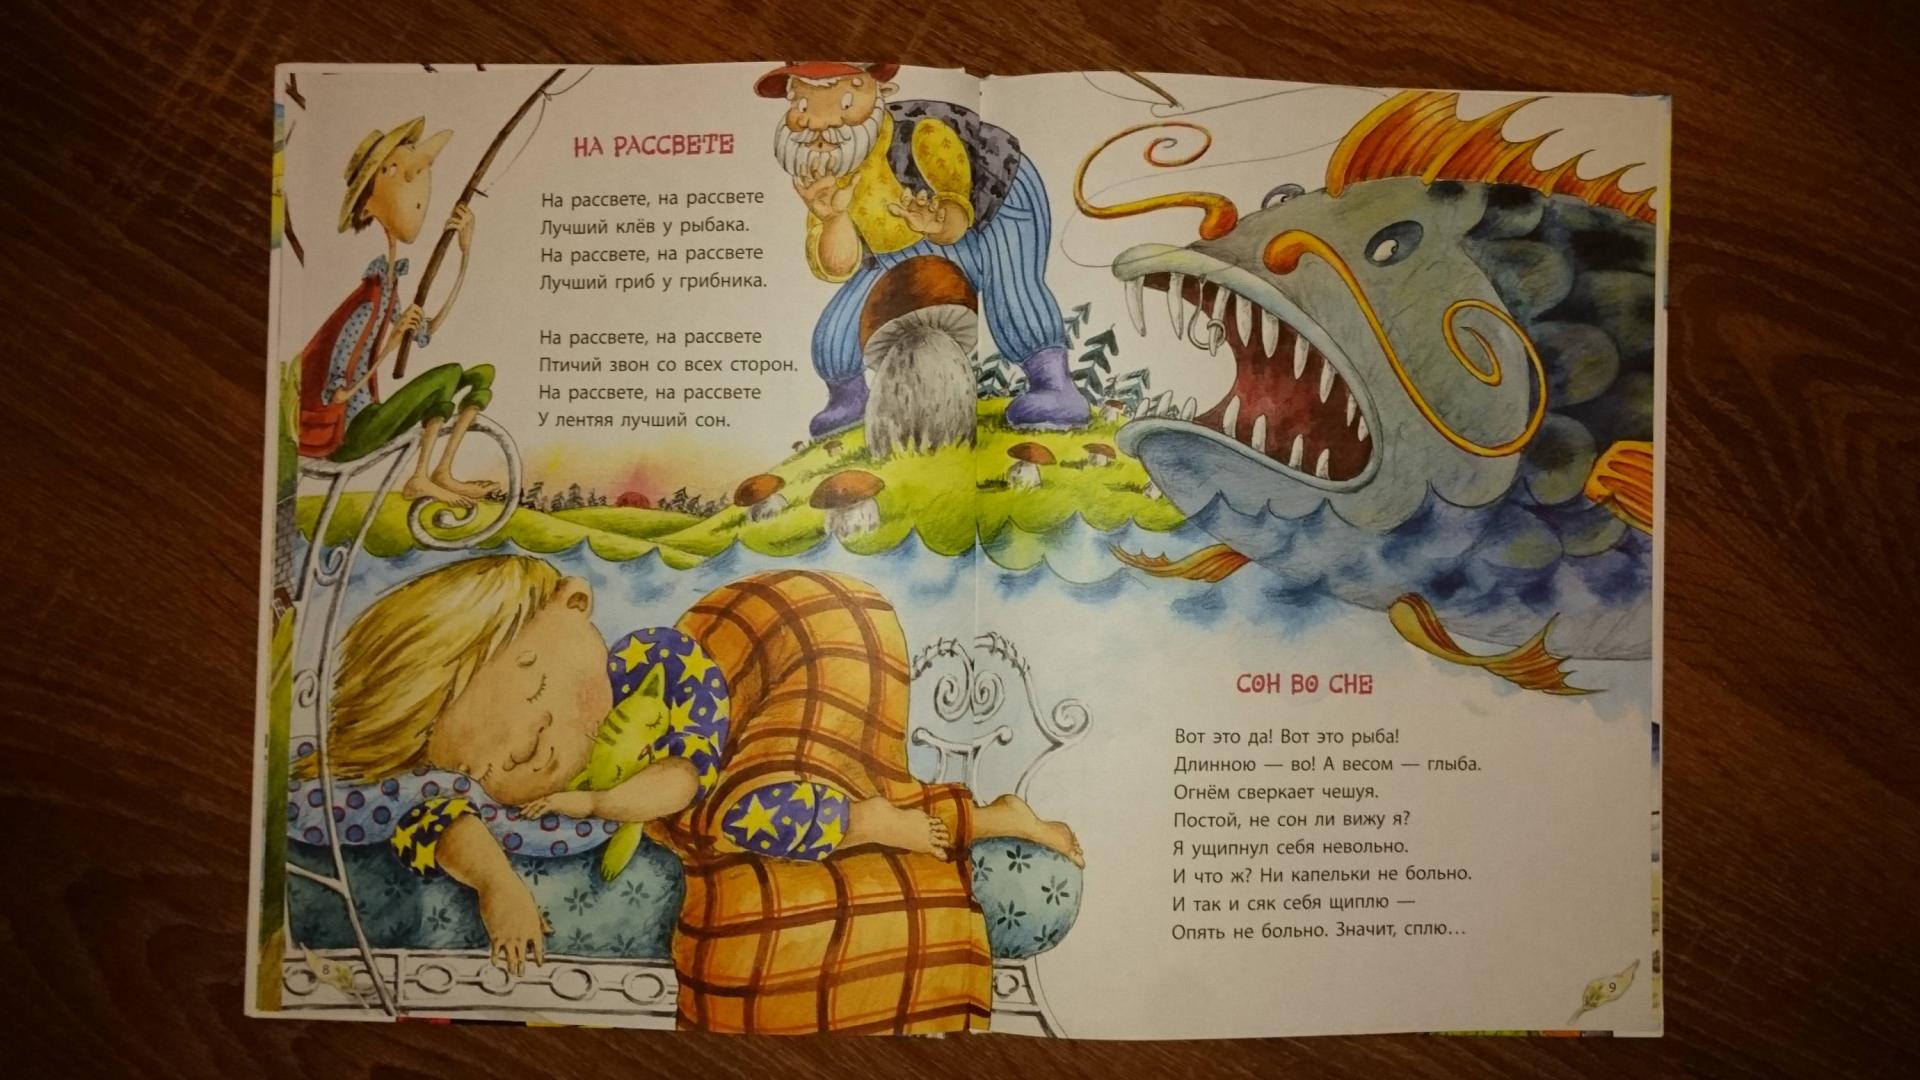 НА РАССВЕТЕ
На рассвете, на рассвете
Лучший клёв у рыбака.
На рассвете, на рассвете
Лучший гриб у грибника.
На рассвете, на рассвете
Птичий звон со всех сторон.
На рассвете, на рассвете
У лентяя лучший сон.
8
СОН ВО СНЕ
Вот это да! Вот это рыба!
Длинною — во! А весом — глыба.
Огнём сверкает чешуя.
Постой, не сон ли вижу я?
Я ущипнул себя невольно.
И что ж? Ни капельки не больно.
И так и сяк себя щиплю —
Опять не больно. Значит, сплю...
9